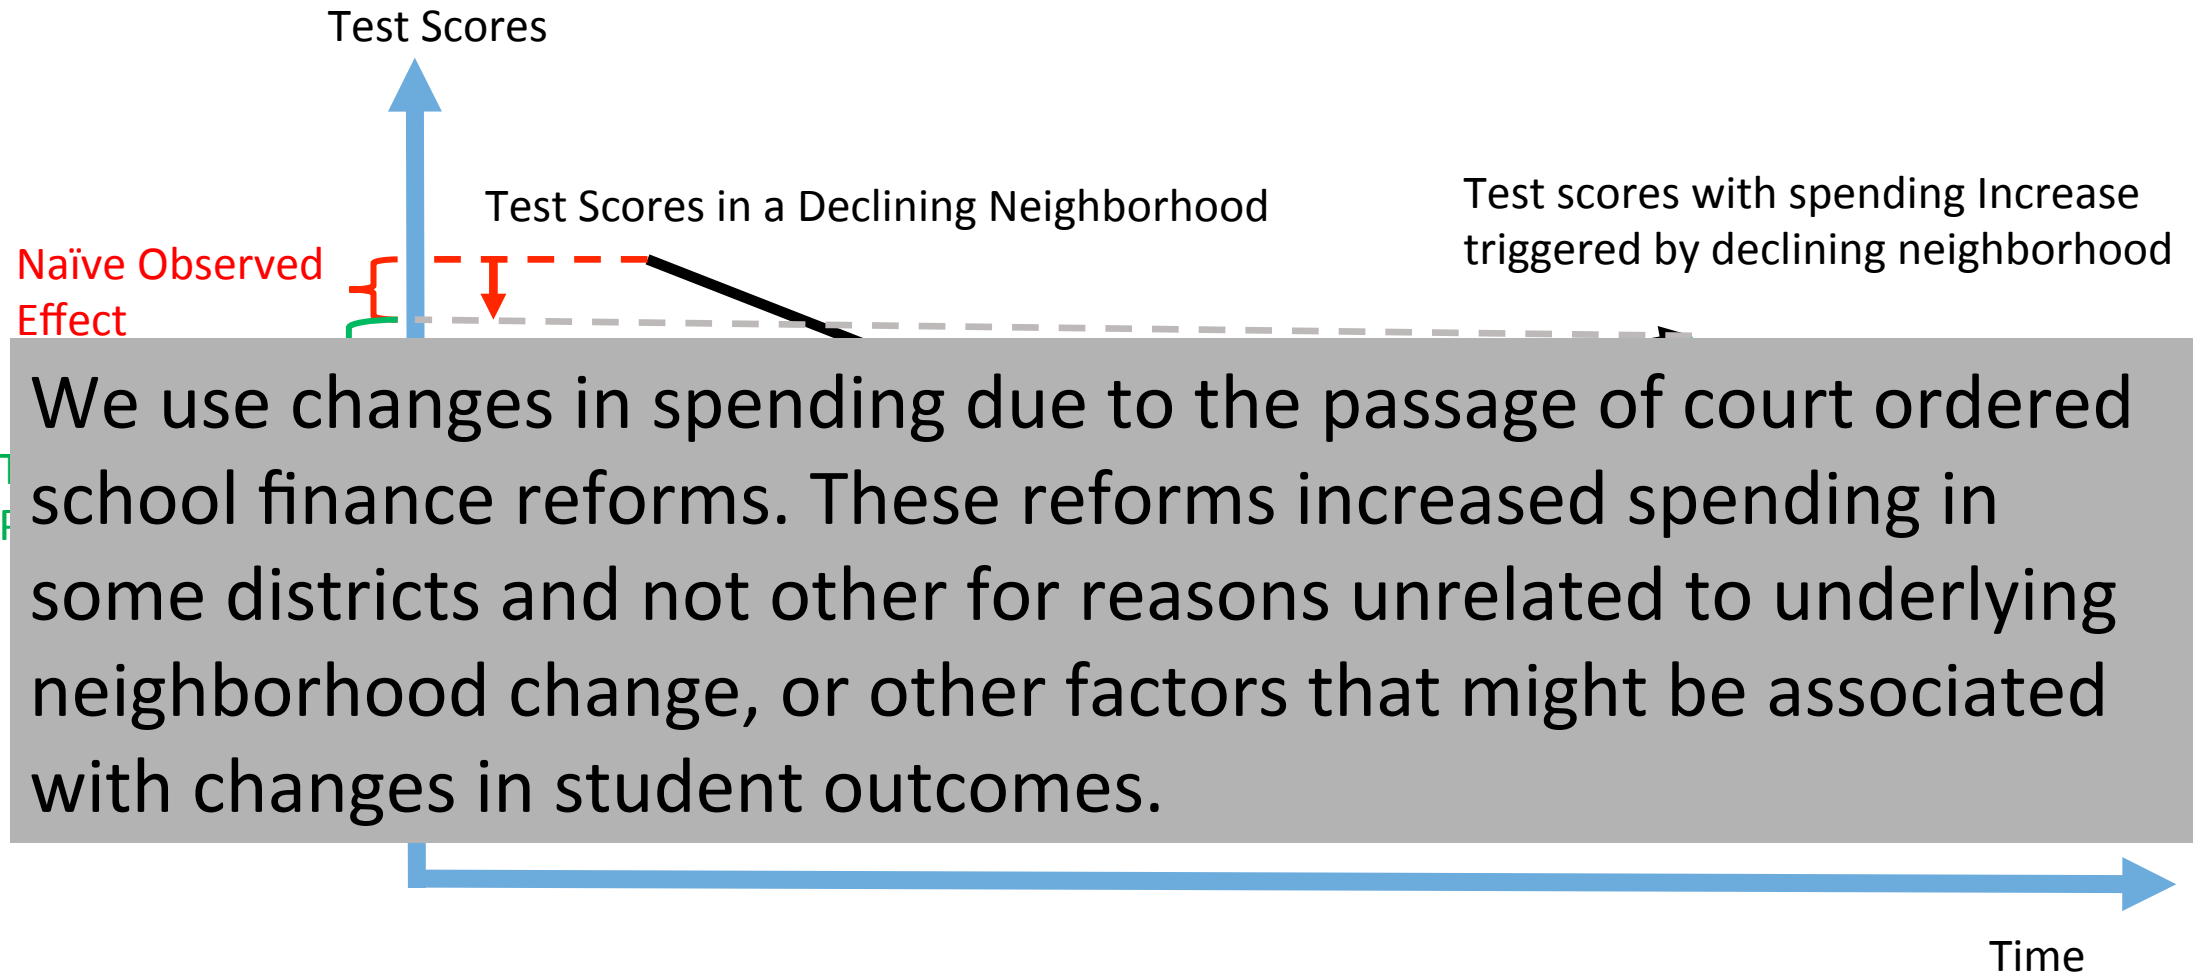 Test Scores
Test Scores in a Declining Neighborhood
Test scores with spending Increase
triggered by declining neighborhood
Naïve Observed
Effect
We use changes in spending due to the passage of court ordered
school finance reforms. These reforms increased spending in
some districts and not other for reasons unrelated to underlying
neighborhood change, or other factors that might be associated
with changes in student outcomes.
Time